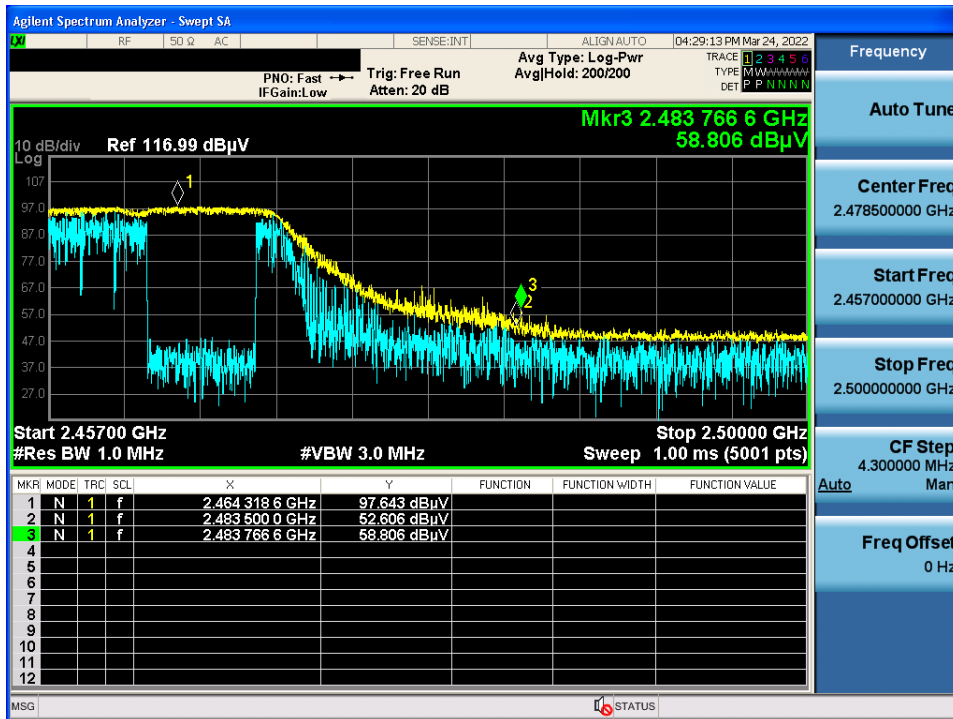 Agilent Spectrum Analyzer - Swept SA
LXI RF 50 Ω AC SENSE:INT ALIGN AUTO 04:29:13 PM Mar 24, 2022
Frequency
PNO: Fast
IFGain:Low
Trig: Free Run
Atten: 20 dB
Avg Type: Log-Pwr
Avg|Hold: 200/200
TRACE 1 2 3 4 5 6
TYPE M W W W W W
DET P P N N N N
Mkr3 2.483 766 6 GHz
58.806 dBµV
10 dB/div Ref 116.99 dBµV
Log
107
97.0
87.0
77.0
67.0
57.0
47.0
37.0
27.0
1
3
2
Start 2.45700 GHz Stop 2.50000 GHz
#Res BW 1.0 MHz #VBW 3.0 MHz Sweep 1.00 ms (5001 pts)
MKR MODE TRC SCL X Y FUNCTION FUNCTION WIDTH FUNCTION VALUE
1 N 1 f 2.464 318 6 GHz 97.643 dBµV
2 N 1 f 2.483 500 0 GHz 52.606 dBµV
3 N 1 f 2.483 766 6 GHz 58.806 dBµV
4
5
6
7
8
9
10
11
12
Auto Tune
Center Freq
2.478500000 GHz
Start Freq
2.457000000 GHz
Stop Freq
2.500000000 GHz
CF Step
4.300000 MHz
Auto Man
Freq Offset
0 Hz
MSG STATUS